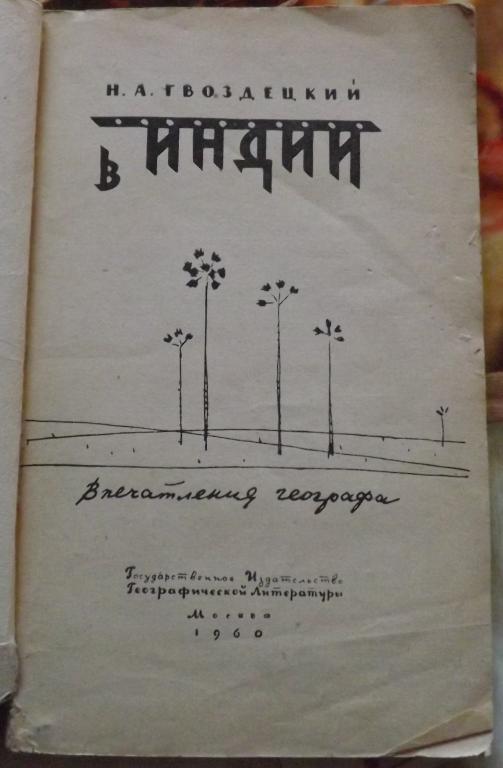 Н. А. ГВОЗДЕЦКИЙ
в ИНДИИ
Впечатления географа
Государственное Издательство
Географической Литературы
Москва
1960